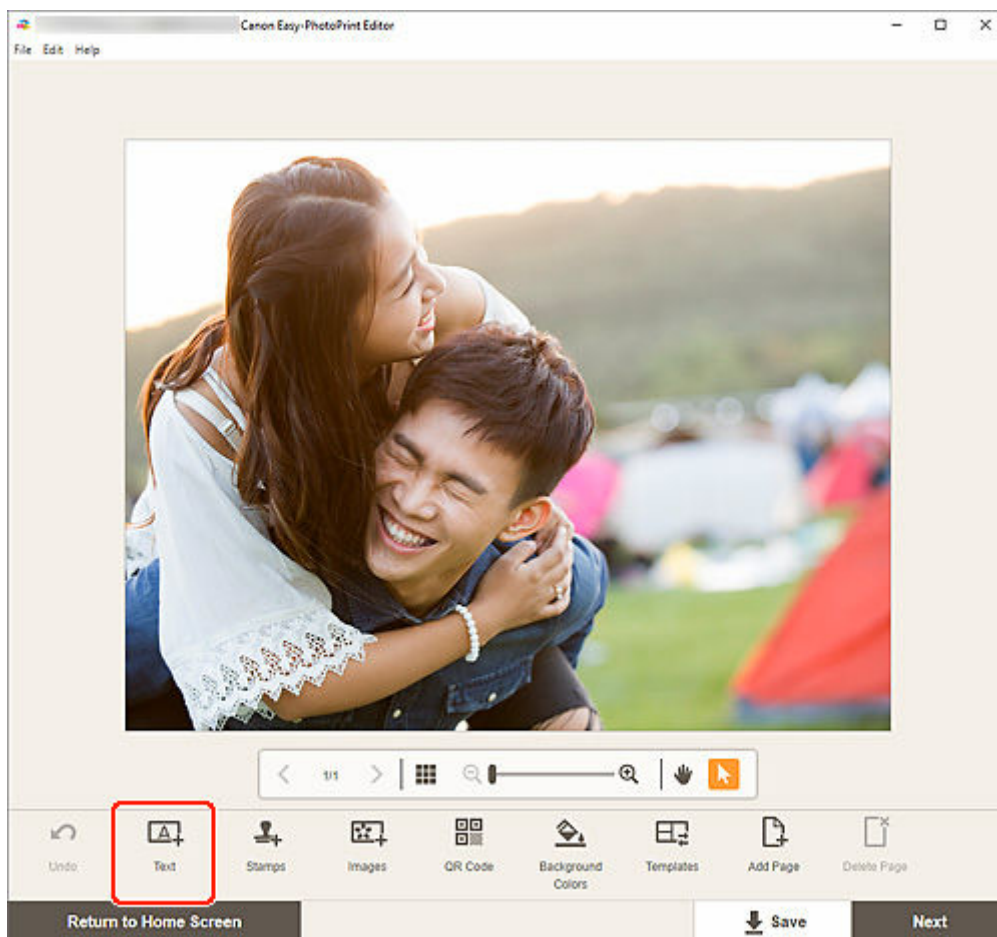 Canon Easy-PhotoPrint Editor
File Edit Help
1/1
Undo
Text
Stamps
Images
QR Code
Background
Colors
Templates
Add Page
Delete Page
Return to Home Screen
Save
Next